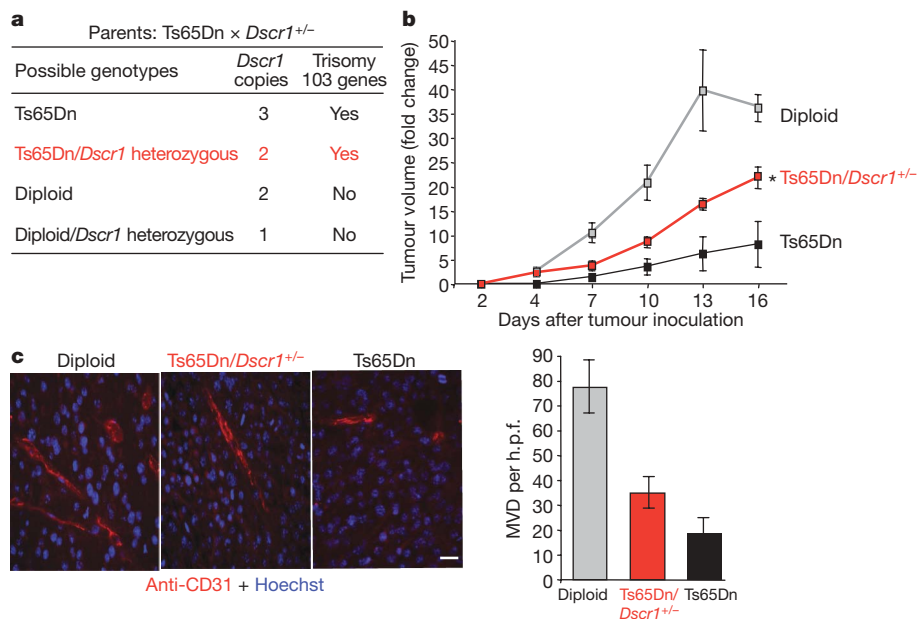 a
Parents: Ts65Dn × Dscr1+/–
Possible genotypes Dscr1 copies Trisomy 103 genes
Ts65Dn 3 Yes
Ts65Dn/Dscr1 heterozygous 2 Yes
Diploid 2 No
Diploid/Dscr1 heterozygous 1 No
b
Tumour volume (fold change)
50
45
40
35
30
25
20
15
10
5
0
2 4 7 10 13 16
Days after tumour inoculation
Diploid
*Ts65Dn/Dscr1+/–
Ts65Dn
c
Diploid Ts65Dn/Dscr1+/– Ts65Dn
Anti-CD31 + Hoechst
MVD per h.p.f.
90
80
70
60
50
40
30
20
10
0
Diploid Ts65Dn/ Ts65Dn
Dscr1+/–